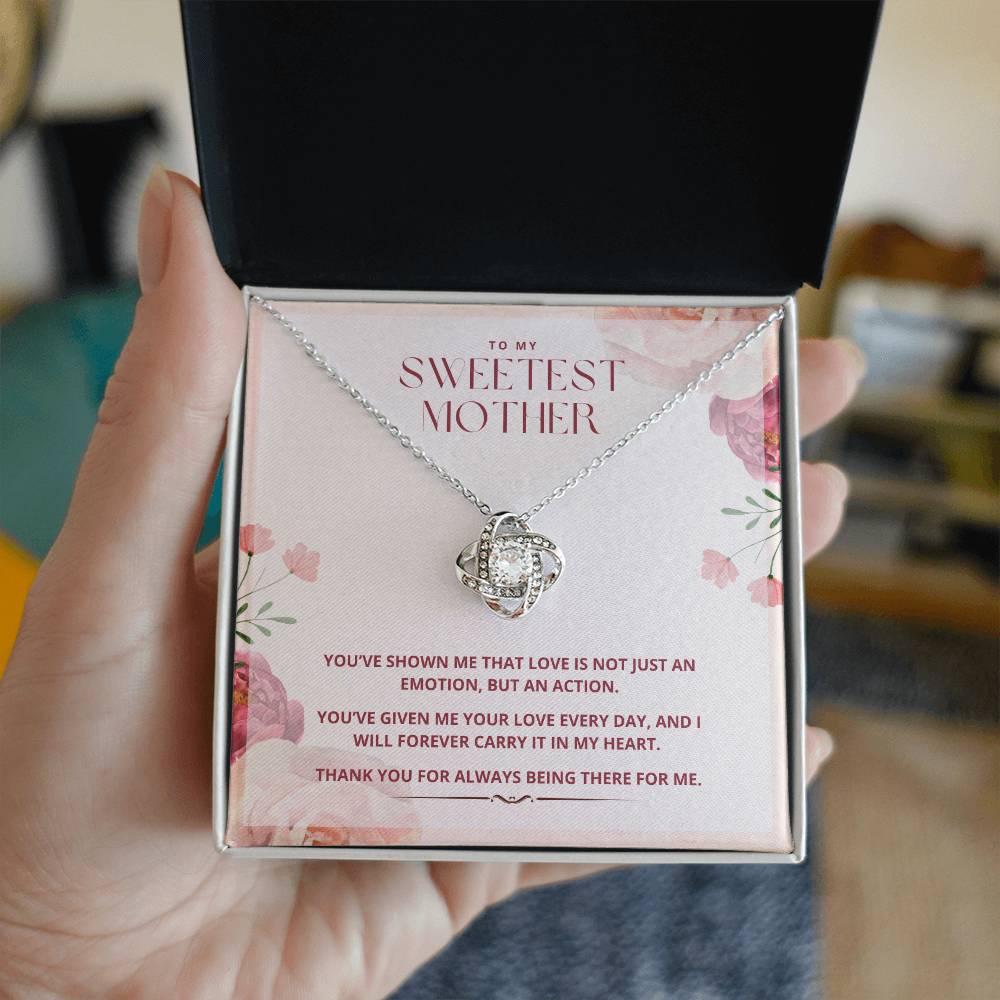 TO MY
SWEETEST
MOTHER
YOU’VE SHOWN ME THAT LOVE IS NOT JUST AN
EMOTION, BUT AN ACTION.
YOU’VE GIVEN ME YOUR LOVE EVERY DAY, AND I
WILL FOREVER CARRY IT IN MY HEART.
THANK YOU FOR ALWAYS BEING THERE FOR ME.